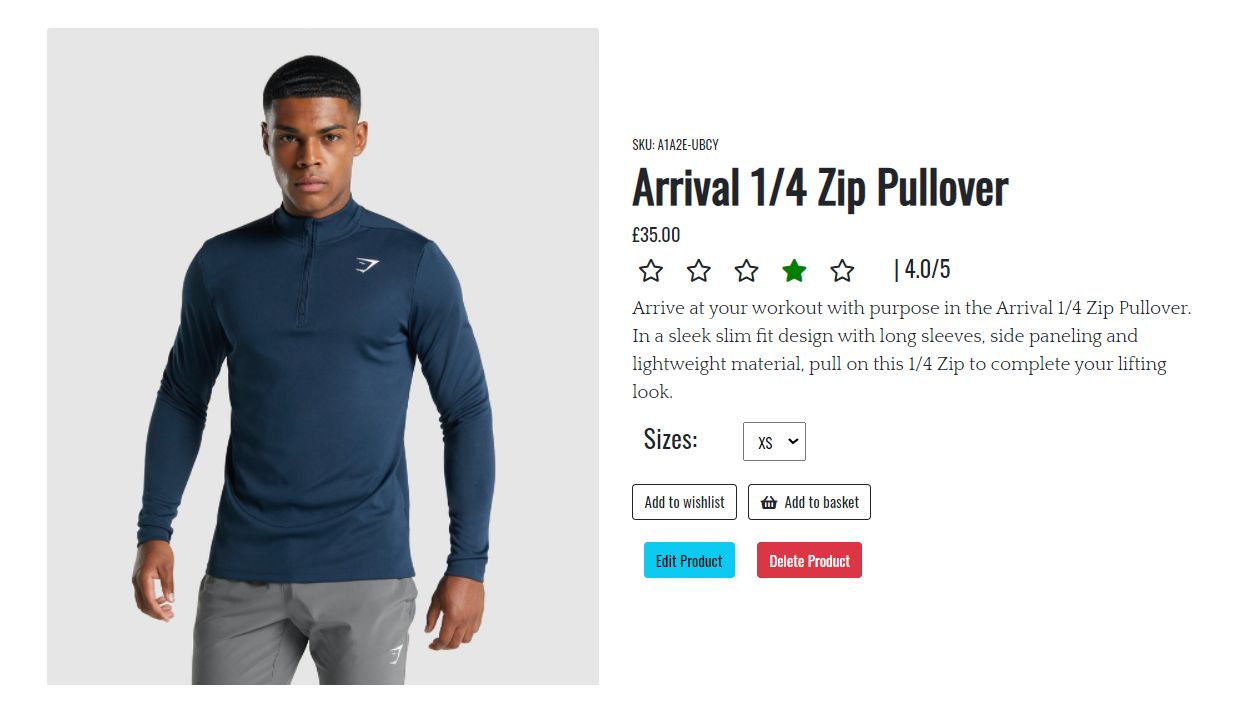 SKU: A1A2E-UBCY
Arrival 1/4 Zip Pullover
£35.00
| 4.0/5
Arrive at your workout with purpose in the Arrival 1/4 Zip Pullover.
In a sleek slim fit design with long sleeves, side paneling and
lightweight material, pull on this 1/4 Zip to complete your lifting
look.
Sizes: XS
Add to wishlist Add to basket
Edit Product Delete Product